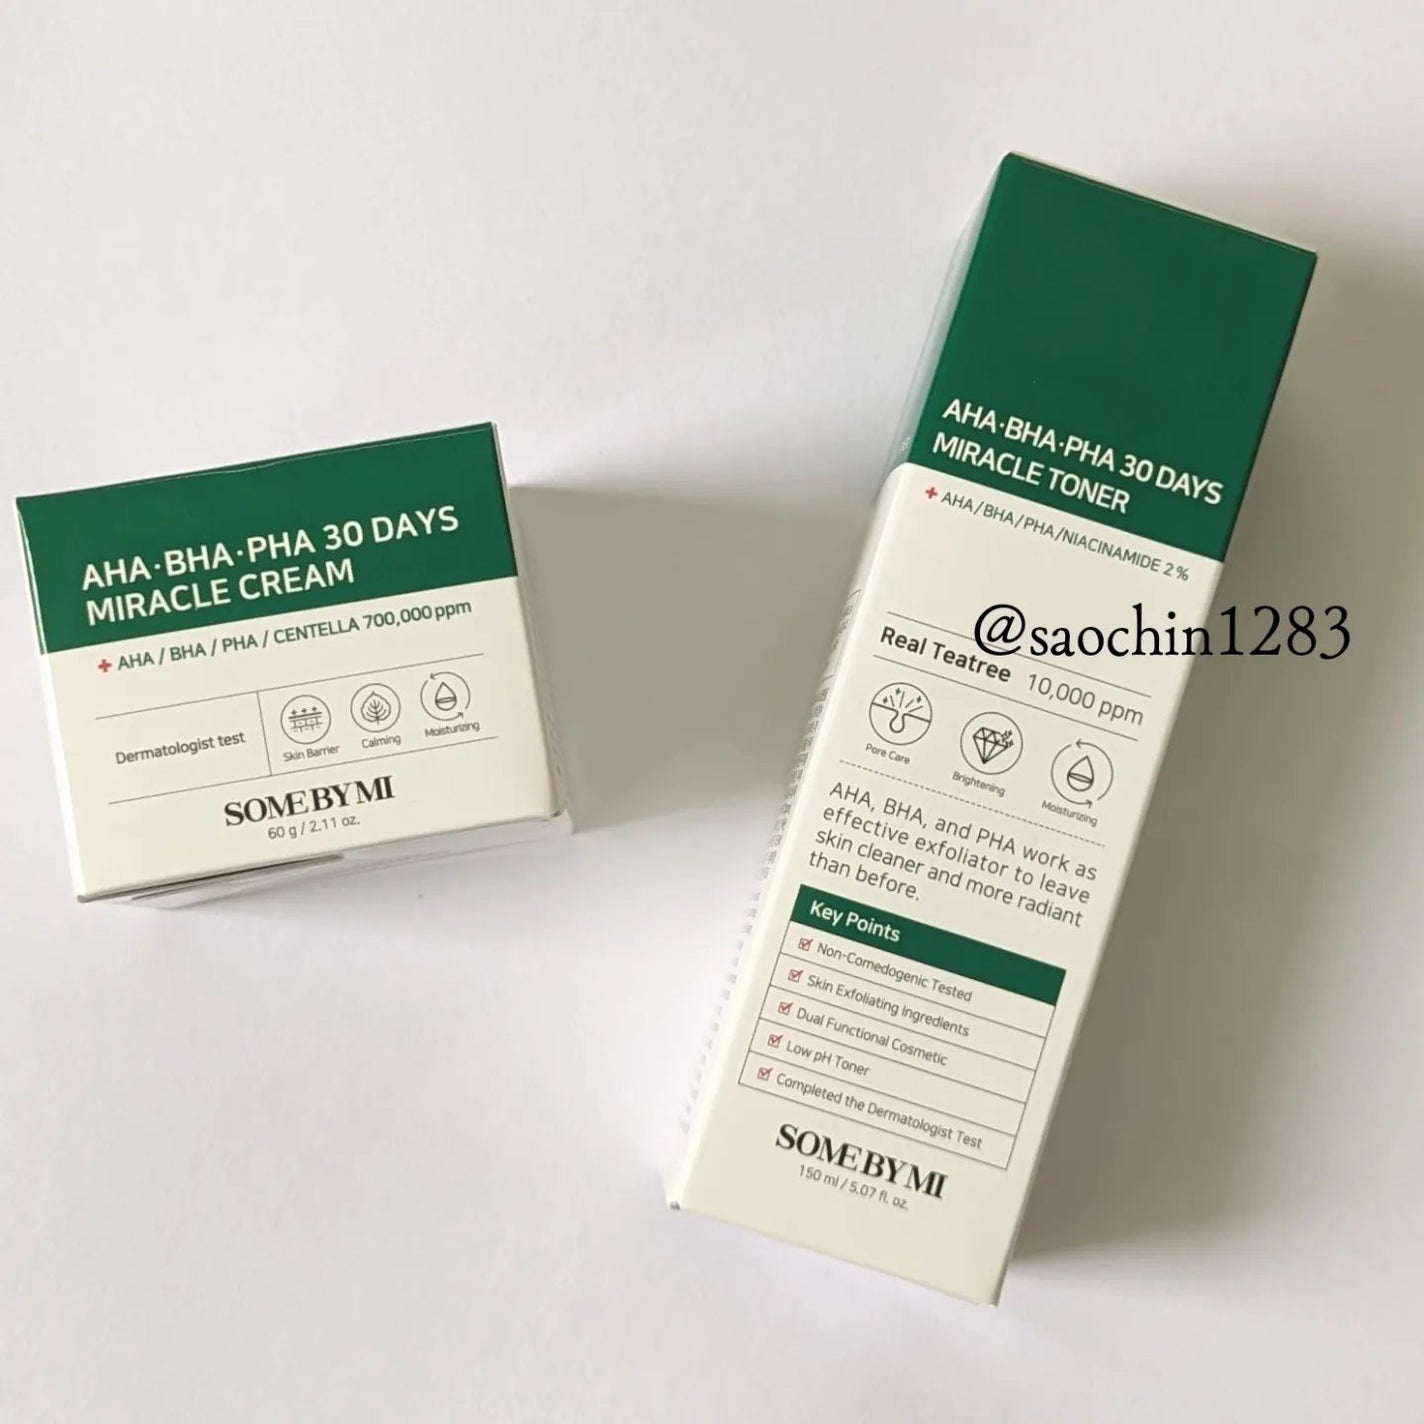 AHA·BHA·PHA 30 DAYS
MIRACLE CREAM
+ AHA / BHA / PHA / CENTELLA 700,000 ppm
Dermatologist test
Skin Barrier
Calming
Moisturizing
SOME BY MI
60 g / 2.11 oz.
AHA·BHA·PHA 30 DAYS
MIRACLE TONER
+ AHA/BHA/PHA/NIACINAMIDE 2%
@saochin1283
Real Teatree 10,000 ppm
Pore Care
Brightening
Moisturizing
AHA, BHA, and PHA work as
effective exfoliator to leave
skin cleaner and more radiant
than before.
Key Points
Non-Comedogenic Tested
Skin Exfoliating Ingredients
Dual Functional Cosmetic
Low pH Toner
Completed the Dermatologist Test
SOME BY MI
150 ml / 5.07 fl. oz.